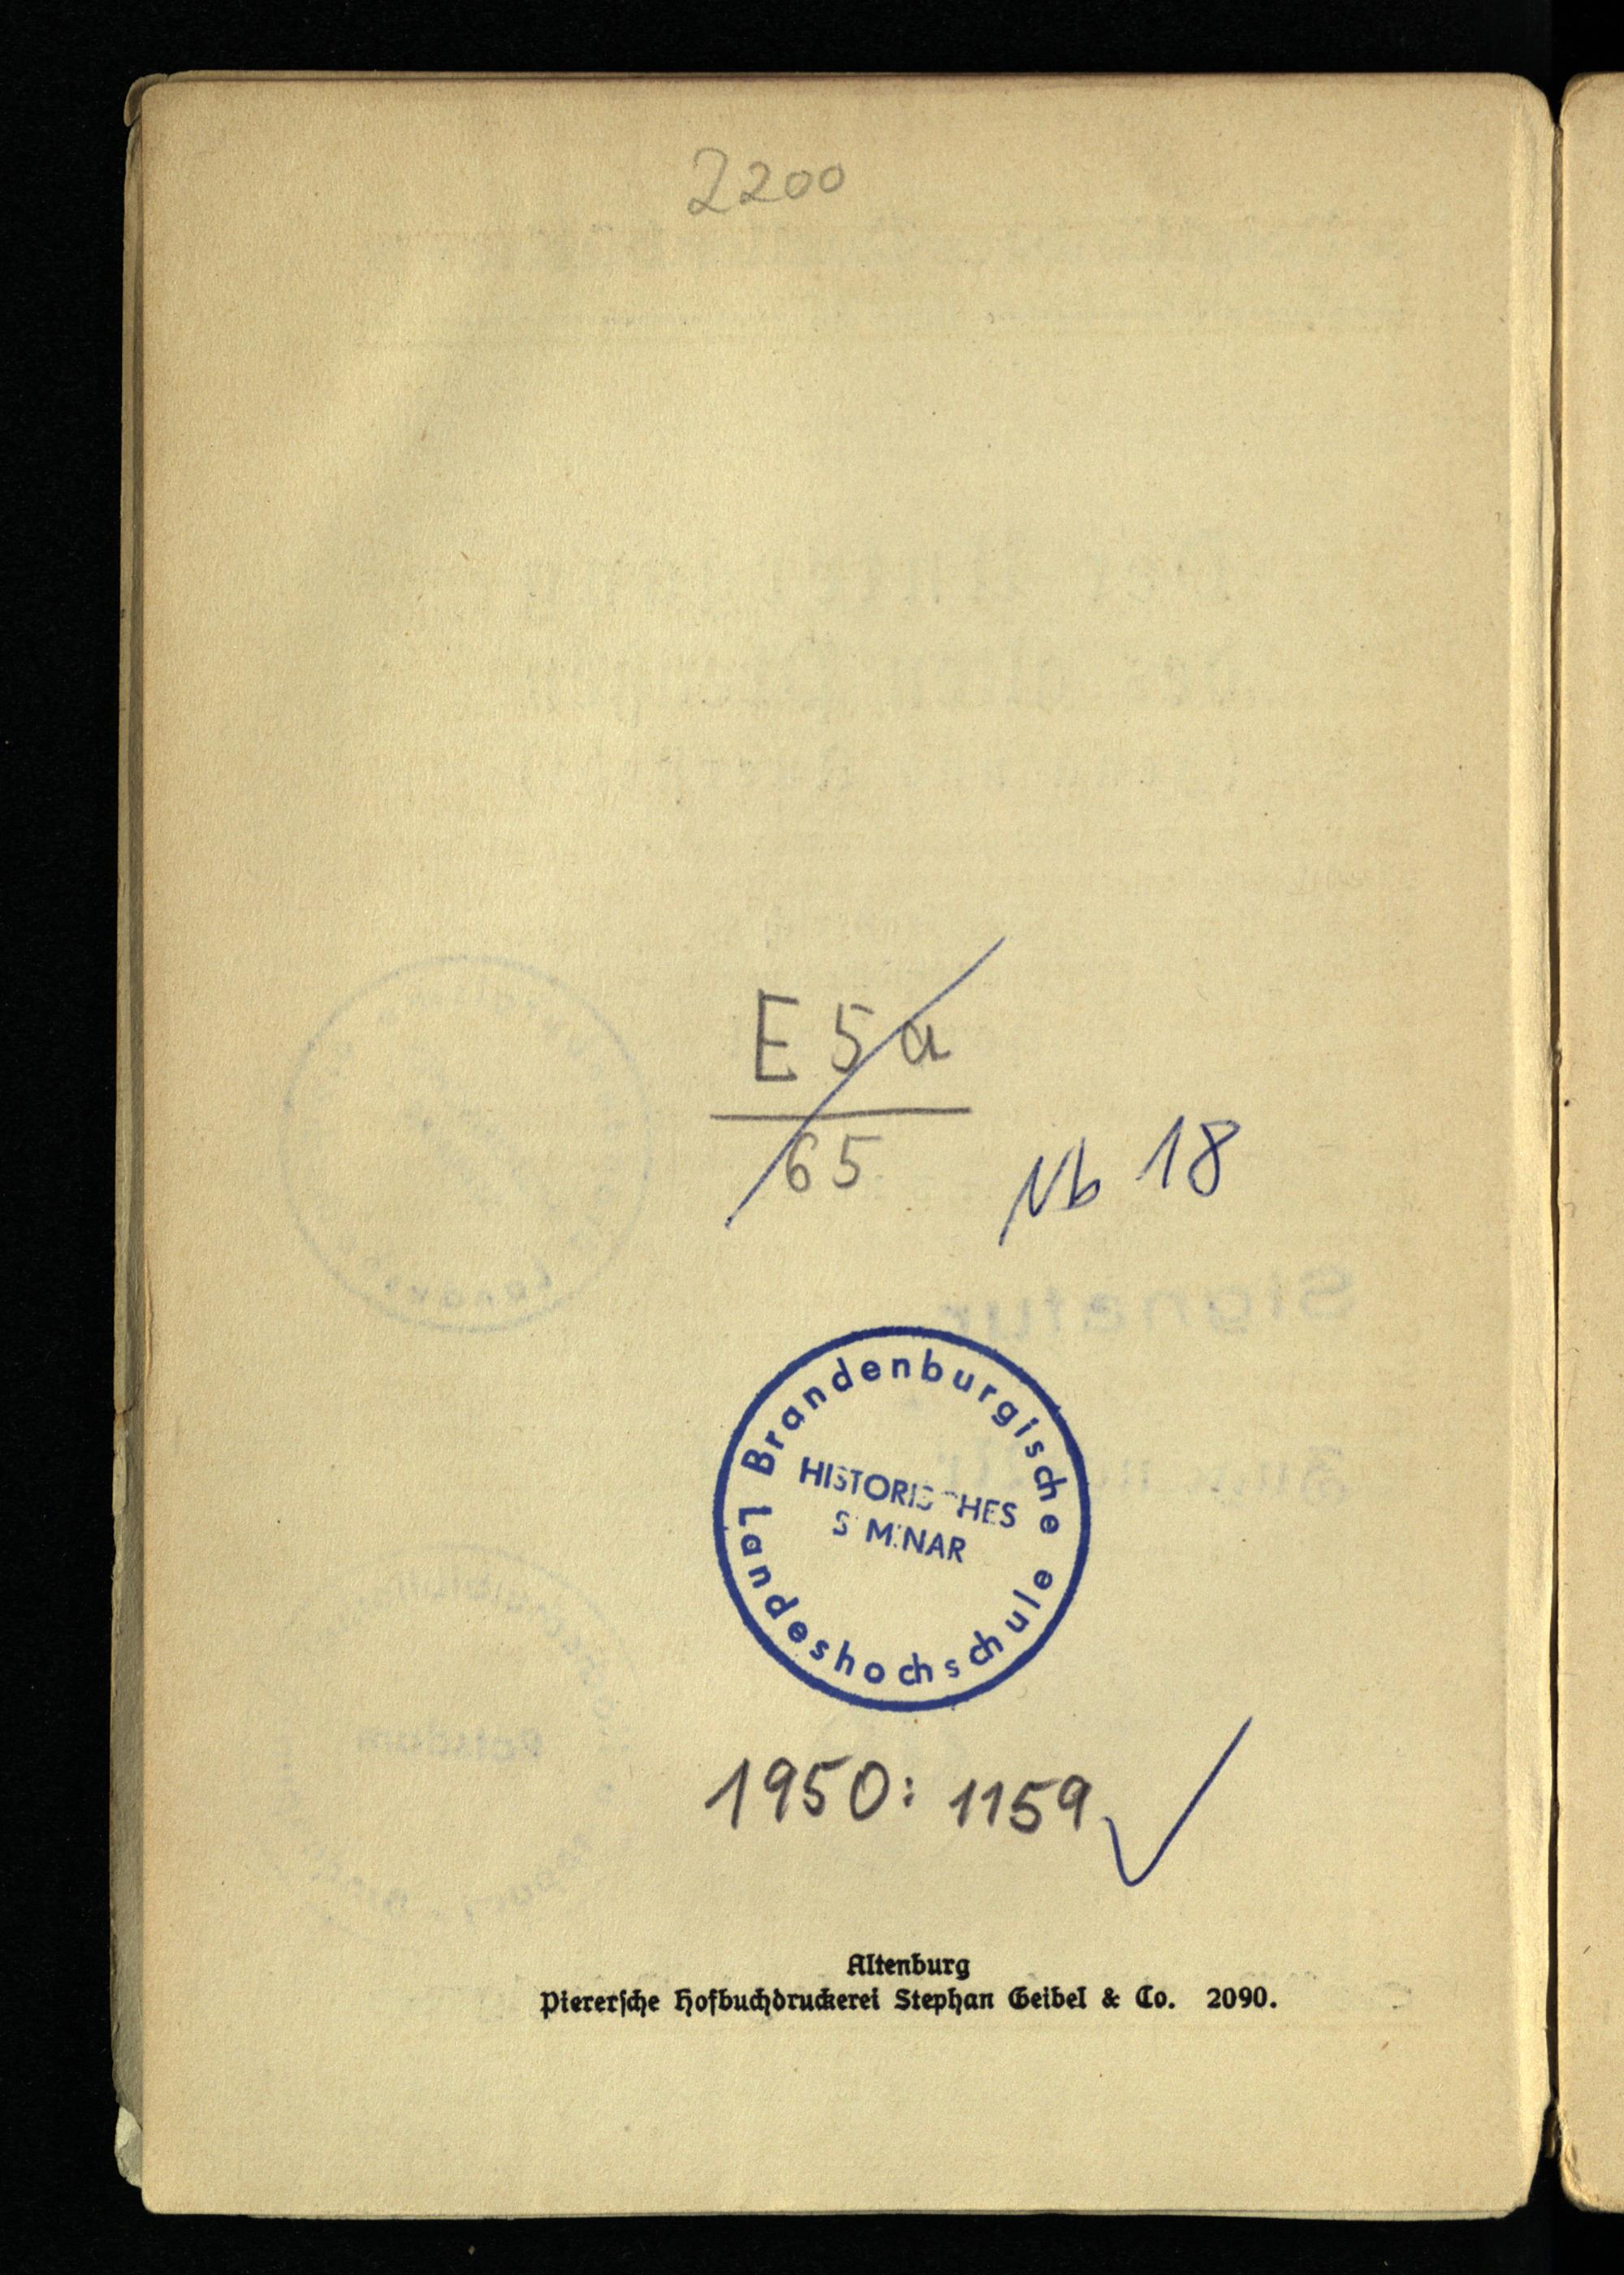 2200
E 5 a
65
Nb 18
Brandenburgische
HISTORISCHES
SEMINAR
Landeshochschule
1950: 1159
Altenburg
Pierersche Hofbuchdruckerei Stephan Geibel & Co. 2090.